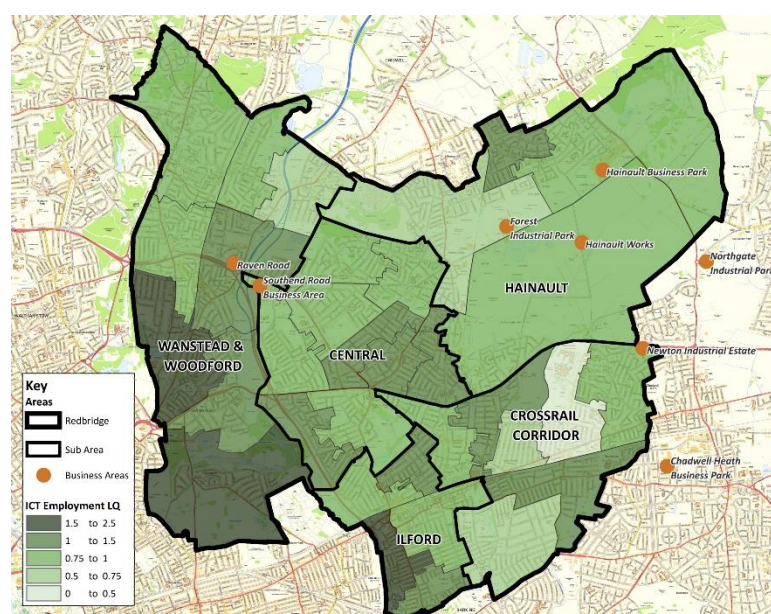 Hainault Business Park
Forest
Industrial Park
Hainault Works
Northgate
Industrial Park
Raven Road
Southend Road
Business Area
HAINAULT
WANSTEAD &
WOODFORD
CENTRAL
Newton Industrial Estate
CROSSRAIL
CORRIDOR
Chadwell Heath
Business Park
ILFORD
Key
Areas
Redbridge
Sub Area
Business Areas
ICT Employment LQ
1.5 to 2.5
1 to 1.5
0.75 to 1
0.5 to 0.75
0 to 0.5